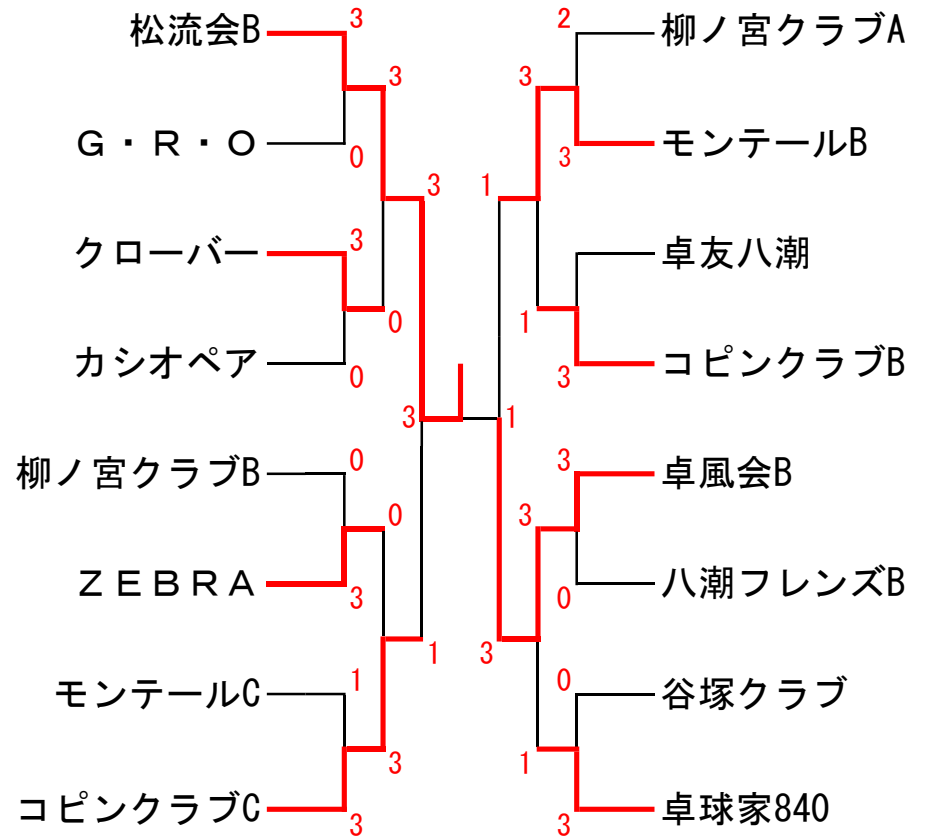 3
2
松流会B
柳ノ宮クラブA
3
3
G・R・O
モンテールB
0
3
3
1
3
クローバー
卓友八潮
0
1
カシオペア
コピンクラブB
0
3
3
1
0
3
柳ノ宮クラブB
卓風会B
0
3
ZEBRA
八潮フレンズB
3
0
1
3
1
0
モンテールC
谷塚クラブ
3
1
コピンクラブC
卓球家840
3
3